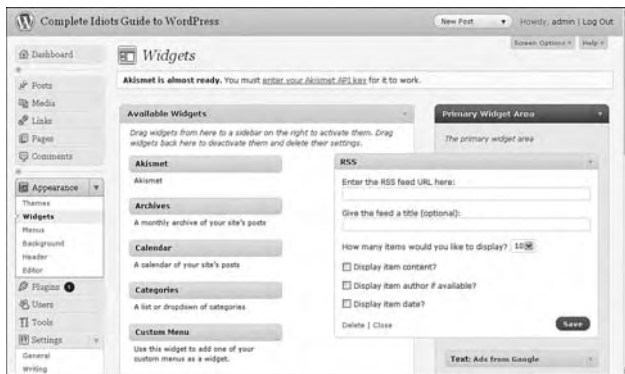 Complete Idiots Guide to WordPress
New Post
Howdy, admin | Log Out
Screen Options
Help
Dashboard
Posts
Media
Links
Pages
Comments
Appearance
Themes
Widgets
Menus
Background
Header
Editor
Plugins
Users
Tools
Settings
General
Writing
Widgets
Akismet is almost ready. You must enter your Akismet API key for it to work.
Available Widgets
Drag widgets from here to a sidebar on the right to activate them. Drag
widgets back here to deactivate them and delete their settings.
Akismet
Akismet
Archives
A monthly archive of your site's posts
Calendar
A calendar of your site's posts
Categories
A list or dropdown of categories
Custom Menu
Use this widget to add one of your
custom menus as a widget.
Primary Widget Area
The primary widget area
RSS
Enter the RSS feed URL here:
Give the feed a title (optional):
How many items would you like to display? 10
Display item content?
Display item author if available?
Display item date?
Delete | Close
Save
Text: Ads from Google